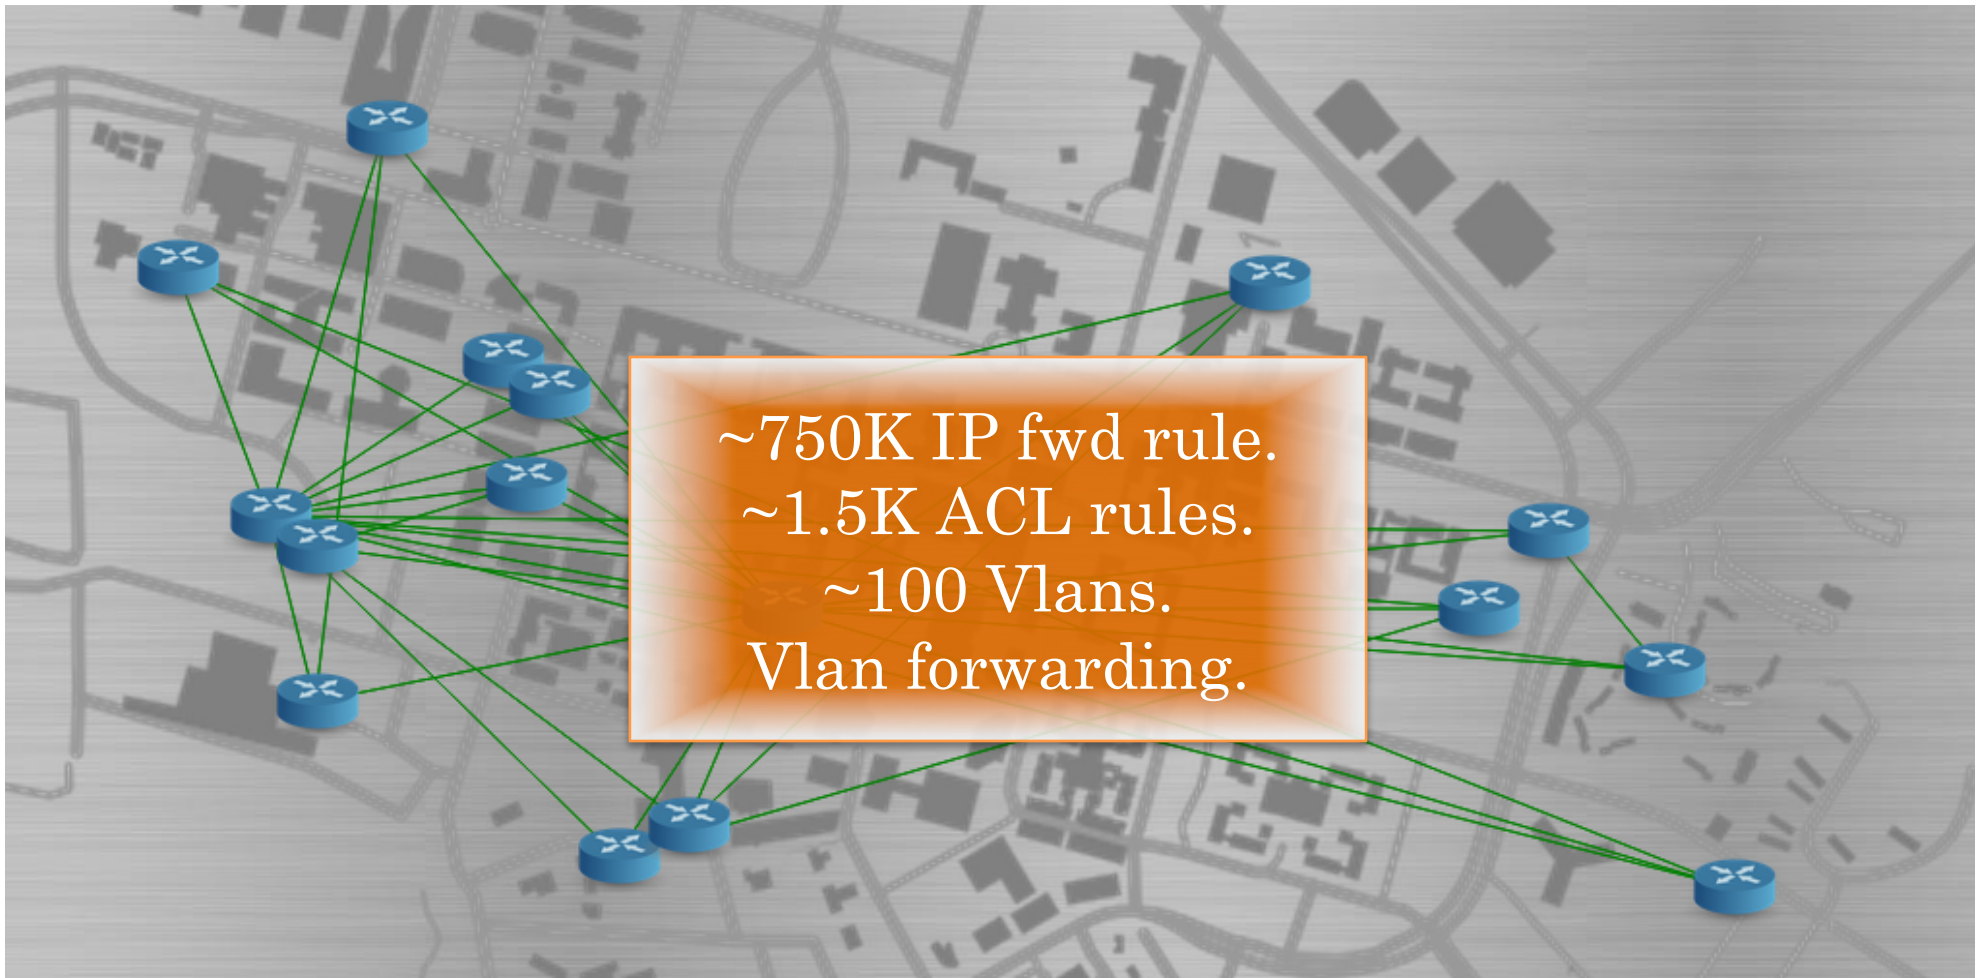 ~750K IP fwd rule.
~1.5K ACL rules.
~100 Vlans.
Vlan forwarding.